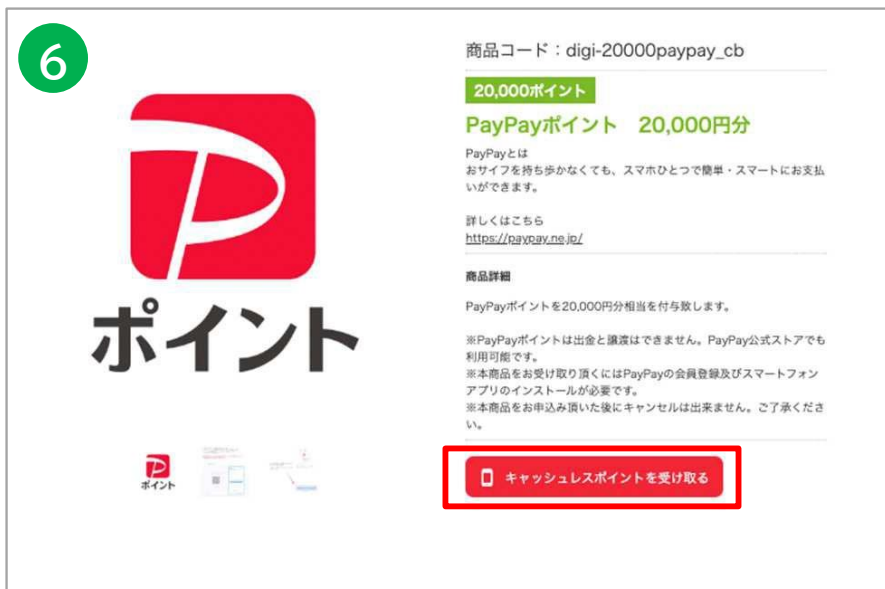 6
商品コード：digi-20000paypay_cb
20,000ポイント
PayPayポイント　20,000円分
PayPayとは
おサイフを持ち歩かなくても、スマホひとつで簡単・スマートにお支払
いができます。
詳しくはこちら
https://paypay.ne.jp/
商品詳細
PayPayポイントを20,000円分相当を付与致します。
※PayPayポイントは出金と譲渡はできません。PayPay公式ストアでも
利用可能です。
※本商品をお受け取り頂くにはPayPayの会員登録及びスマートフォン
アプリのインストールが必要です。
※本商品をお申込み頂いた後にキャンセルは出来ません。ご了承くださ
い。
キャッシュレスポイントを受け取る
ポイント
ポイント